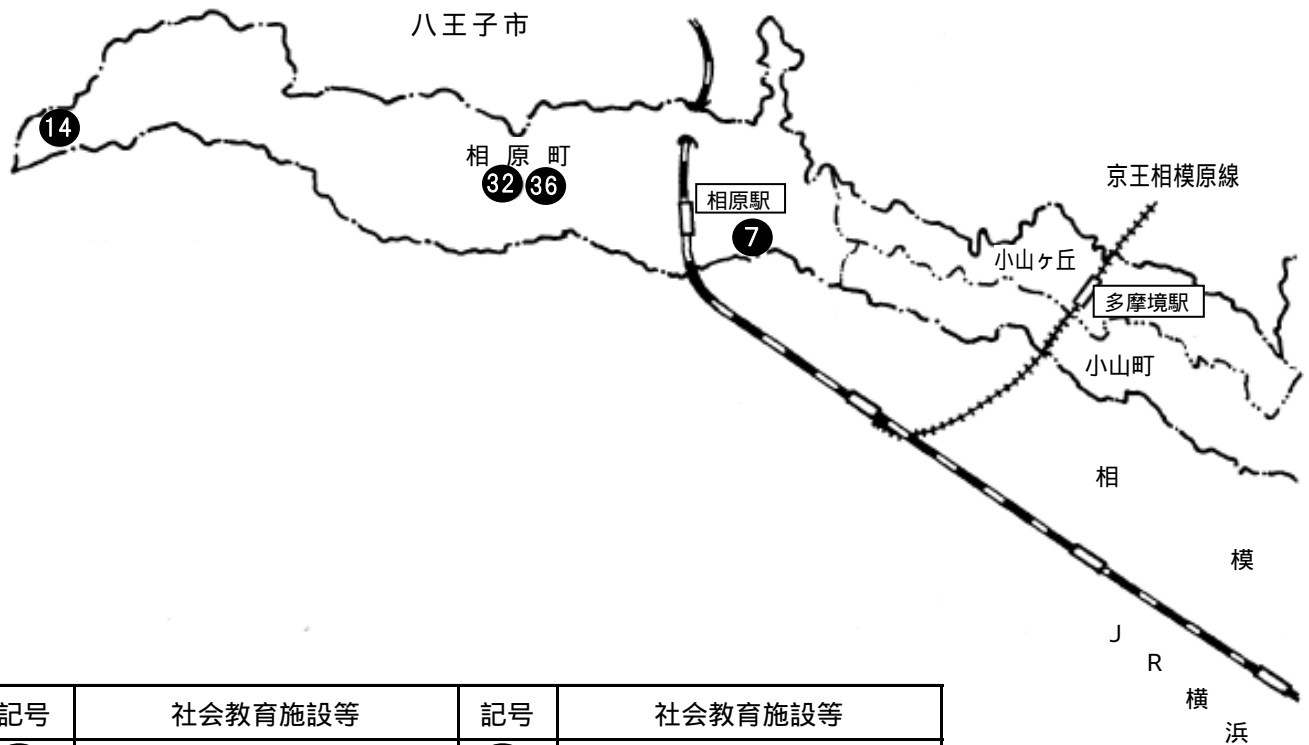 八王子市
14
相原町
32 36
京王相模原線
相原駅
7
小山ヶ丘
多摩境駅
小山町
相
模
J
R
横
浜
記号 社会教育施設等 記号 社会教育施設等